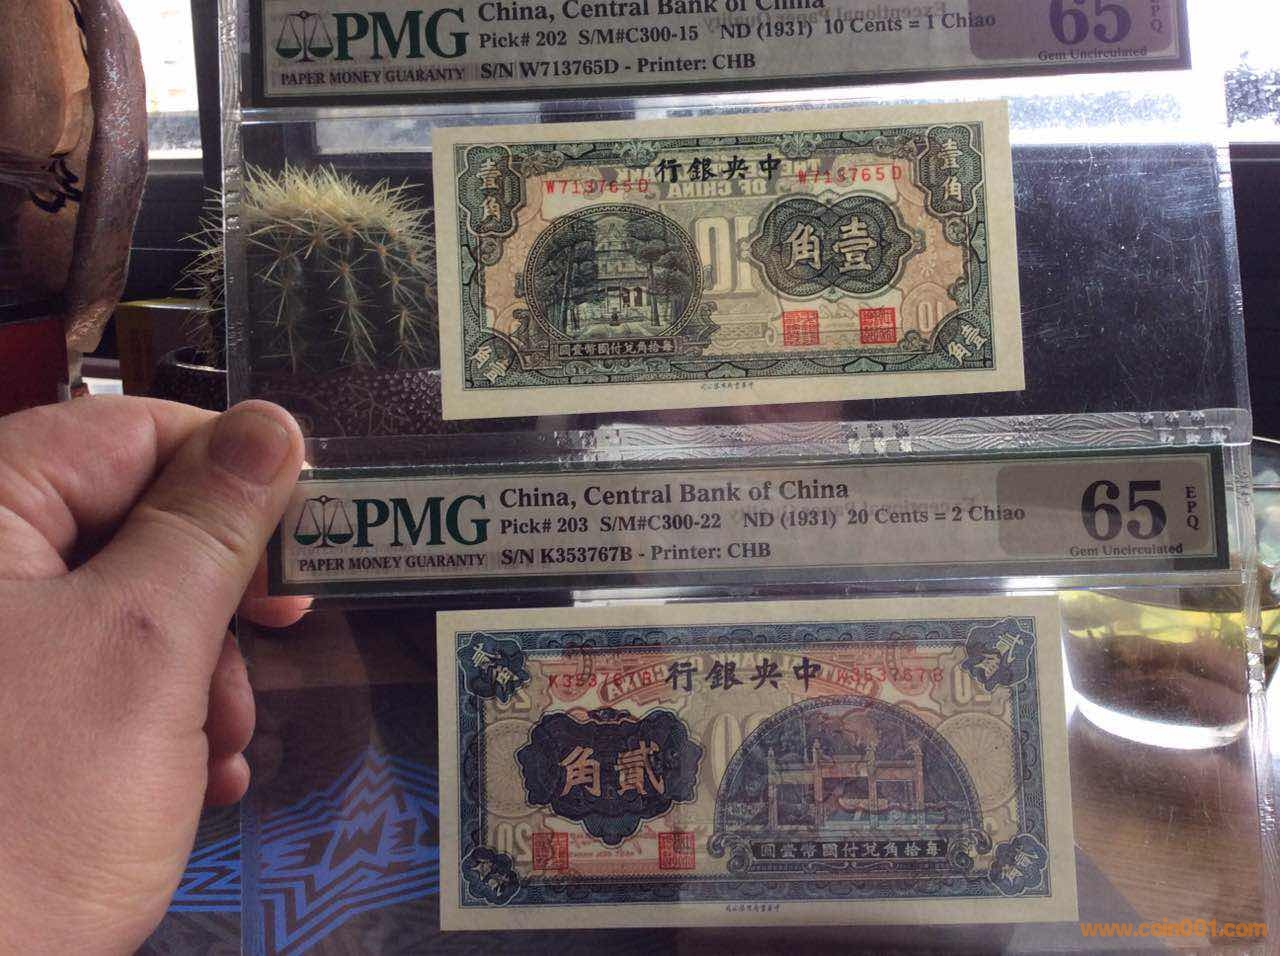 PMG
PAPER MONEY GUARANTY
China, Central Bank of China
Pick# 202 S/M#C300-15 ND (1931) 10 Cents = 1 Chiao
S/N W713765D - Printer: CHB
65
EPQ
Gem Uncirculated
行銀央中
W713765D W713765D
壹角
壹角
角壹
圓壹幣國付兌角拾每
角壹
PMG
PAPER MONEY GUARANTY
China, Central Bank of China
Pick# 203 S/M#C300-22 ND (1931) 20 Cents = 2 Chiao
S/N K353767B - Printer: CHB
65
EPQ
Gem Uncirculated
行銀央中
K353767B K353767B
角貳
圓壹幣國付兌角拾每
www.coin001.com